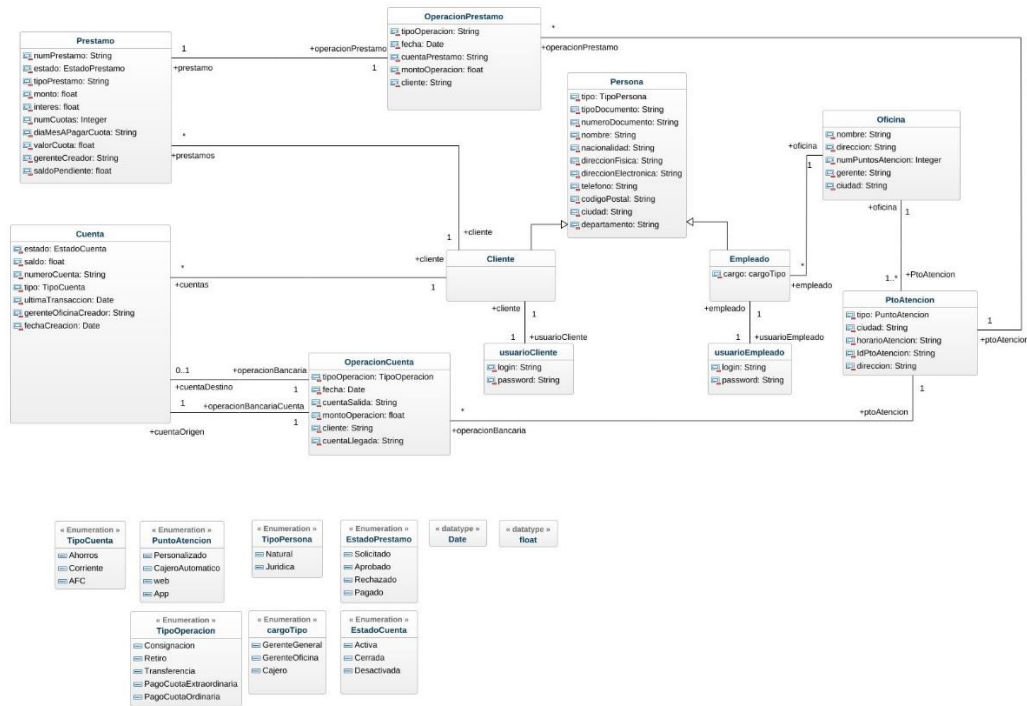 OperacionPrestamo
tipoOperacion: String
fecha: Date
cuentaPrestamo: String
montoOperacion: float
cliente: String
Prestamo
numPrestamo: String
estado: EstadoPrestamo
tipoPrestamo: String
monto: float
interes: float
numCuotas: Integer
diaMesAPagarCuota: String
valorCuota: float
gerenteCreador: String
saldoPendiente: float
1
+prestamo
+operacionPrestamo
1
*
+operacionPrestamo
*
+prestamos
Persona
tipo: TipoPersona
tipoDocumento: String
numeroDocumento: String
nombre: String
nacionalidad: String
direccionFisica: String
direccionElectronica: String
telefono: String
codigoPostal: String
ciudad: String
departamento: String
Oficina
nombre: String
direccion: String
numPuntosAtencion: Integer
gerente: String
ciudad: String
+oficina
1
+oficina
1
Cuenta
estado: EstadoCuenta
saldo: float
numeroCuenta: String
tipo: TipoCuenta
ultimaTransaccion: Date
gerenteOficinaCreador: String
fechaCreacion: Date
1
+cliente
+cliente
1
*
+cuentas
Cliente
+cliente
1
1
+usuarioCliente
Empleado
cargo: cargoTipo
*
+empleado
+empleado
1
1
+usuarioEmpleado
1..*
+PtoAtencion
PtoAtencion
tipo: PuntoAtencion
ciudad: String
horarioAtencion: String
IdPtoAtencion: String
direccion: String
1
+ptoAtencion
1
+ptoAtencion
usuarioCliente
login: String
password: String
usuarioEmpleado
login: String
password: String
OperacionCuenta
tipoOperacion: TipoOperacion
fecha: Date
cuentaSalida: String
montoOperacion: float
cliente: String
cuentaLlegada: String
0..1
+operacionBancaria
+cuentaDestino
1
1
+operacionBancariaCuenta
+cuentaOrigen
1
*
+operacionBancaria
« Enumeration »
TipoCuenta
Ahorros
Corriente
AFC
« Enumeration »
PuntoAtencion
Personalizado
CajeroAutomatico
web
App
« Enumeration »
TipoPersona
Natural
Juridica
« Enumeration »
EstadoPrestamo
Solicitado
Aprobado
Rechazado
Pagado
« datatype »
Date
« datatype »
float
« Enumeration »
TipoOperacion
Consignacion
Retiro
Transferencia
PagoCuotaExtraordinaria
PagoCuotaOrdinaria
« Enumeration »
cargoTipo
GerenteGeneral
GerenteOficina
Cajero
« Enumeration »
EstadoCuenta
Activa
Cerrada
Desactivada